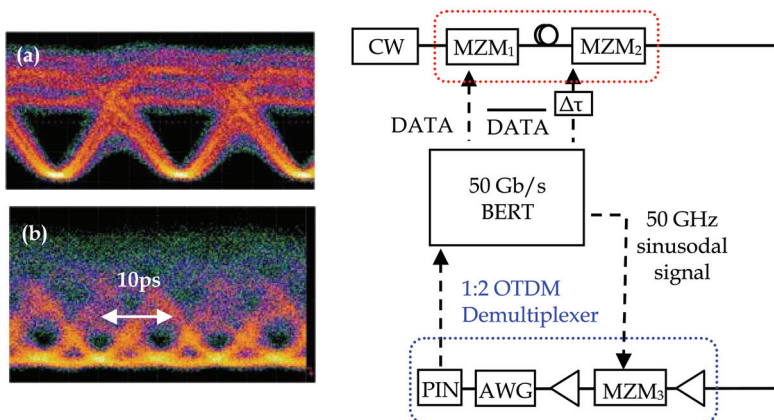 (a)
(b)
10ps
CW
MZM₁
MZM₂
Δτ
DATA
DATA
50 Gb/s
BERT
50 GHz
sinusodal
signal
1:2 OTDM
Demultiplexer
PIN
AWG
MZM₃